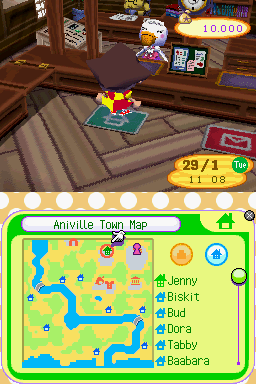 10.000
29/1 Tue
11 08
Aniville Town Map
Jenny
Biskit
Bud
Dora
Tabby
Baabara